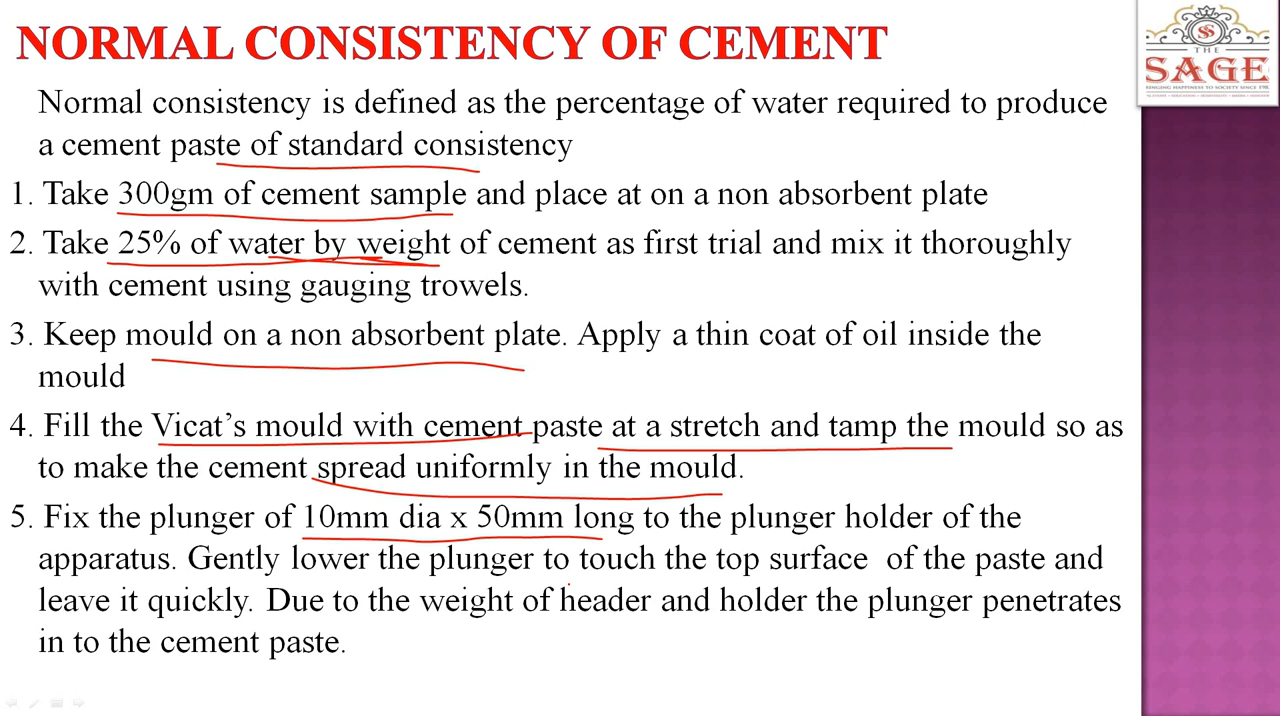 NORMAL CONSISTENCY OF CEMENT
Normal consistency is defined as the percentage of water required to produce
a cement paste of standard consistency
1. Take 300gm of cement sample and place at on a non absorbent plate
2. Take 25% of water by weight of cement as first trial and mix it thoroughly
with cement using gauging trowels.
3. Keep mould on a non absorbent plate. Apply a thin coat of oil inside the
mould
4. Fill the Vicat's mould with cement paste at a stretch and tamp the mould so as
to make the cement spread uniformly in the mould.
5. Fix the plunger of 10mm dia x 50mm long to the plunger holder of the
apparatus. Gently lower the plunger to touch the top surface of the paste and
leave it quickly. Due to the weight of header and holder the plunger penetrates
in to the cement paste.
THE
SAGE
BRINGING HAPPINESS TO SOCIETY SINCE